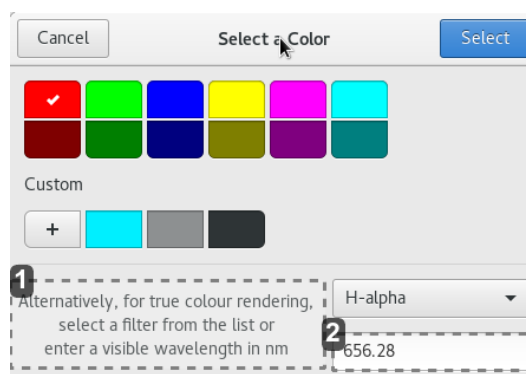 Cancel
Select a Color
Select
Custom
+
1
Alternatively, for true colour rendering,
select a filter from the list or
enter a visible wavelength in nm
H-alpha
2
656.28